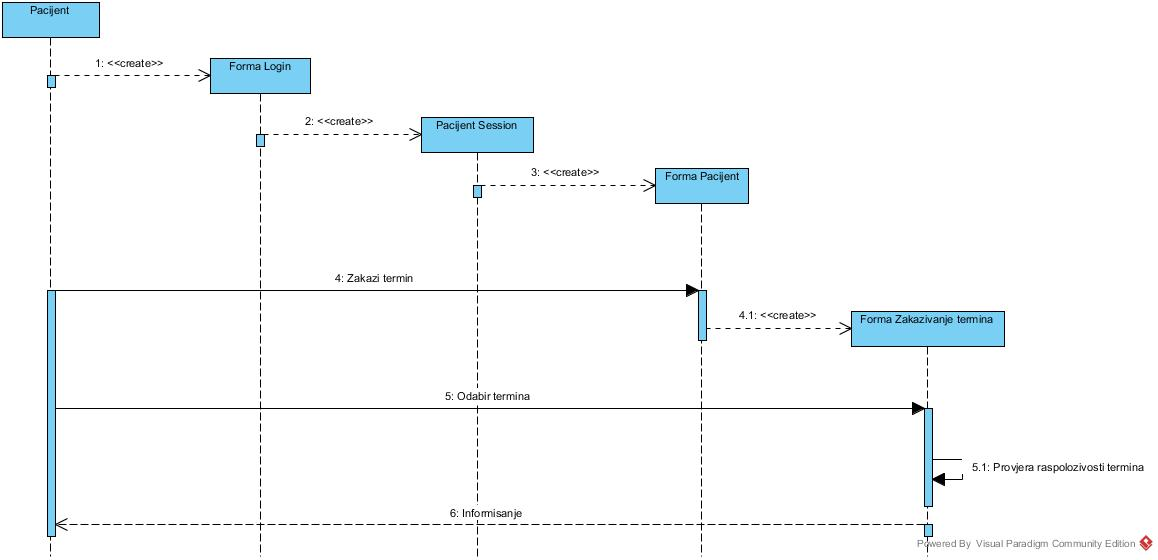 Pacijent
1: <<create>>
Forma Login
2: <<create>>
Pacijent Session
3: <<create>>
Forma Pacijent
4: Zakazi termin
4.1: <<create>>
Forma Zakazivanje termina
5: Odabir termina
5.1: Provjera raspolozivosti termina
6: Informisanje
Powered By Visual Paradigm Community Edition